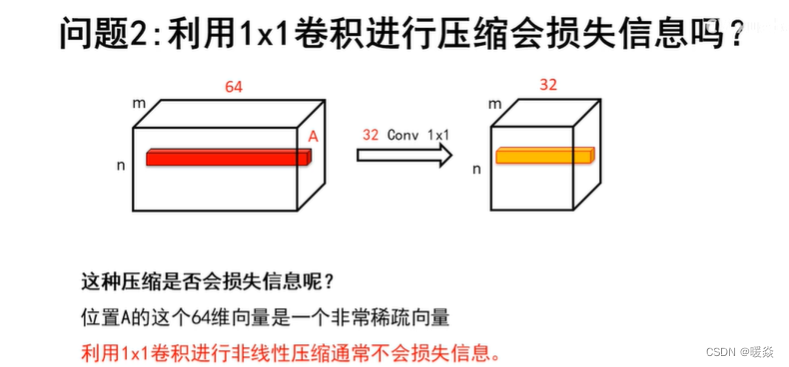 问题2:利用1x1卷积进行压缩会损失信息吗?
64
32
m
m
A
32 Conv 1x1
n
n
这种压缩是否会损失信息呢?
位置A的这个64维向量是一个非常稀疏向量
利用1x1卷积进行非线性压缩通常不会损失信息。
CSDN @暖焱